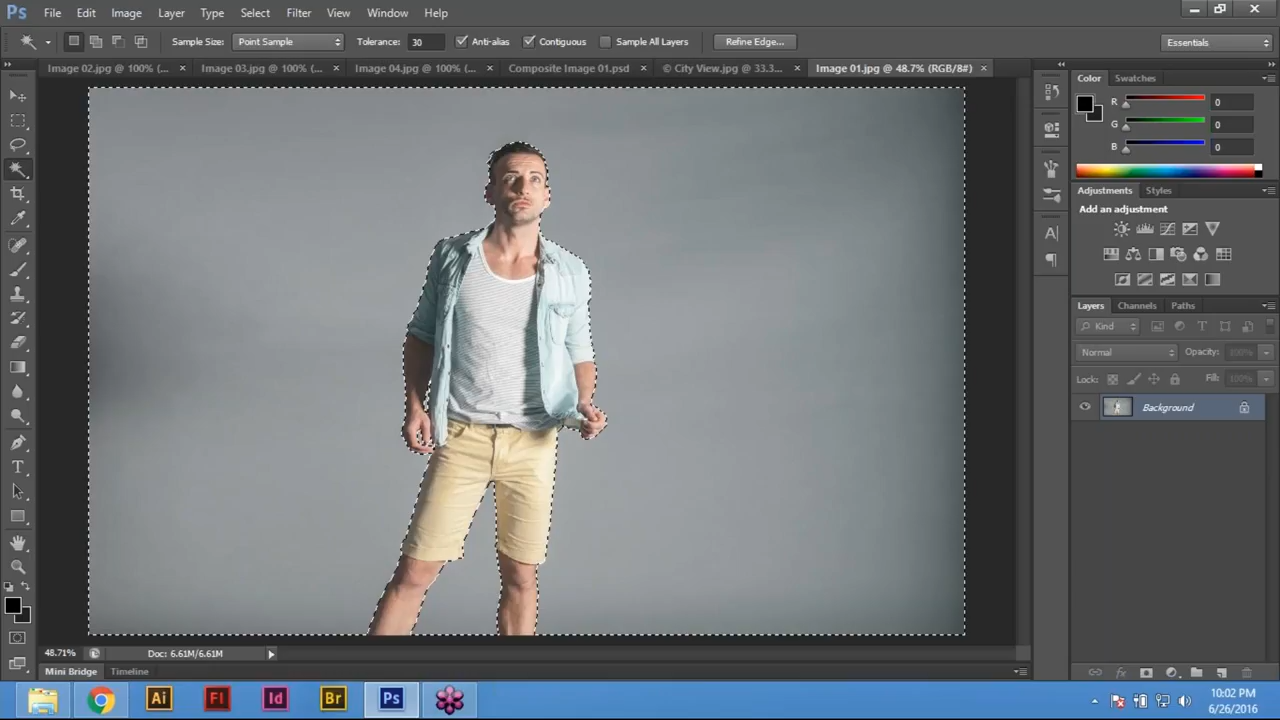 Ps File Edit Image Layer Type Select Filter View Window Help
Sample Size: Point Sample Tolerance: 30 Anti-alias Contiguous Sample All Layers Refine Edge... Essentials
Image 02.jpg @ 100% (... × Image 03.jpg @ 100% (... × Image 04.jpg @ 100% (... × Composite Image 01.psd × © City View.jpg @ 33.3... × Image 01.jpg @ 48.7% (RGB/8#) ×
Color Swatches
R 0
G 0
B 0
Adjustments Styles
Add an adjustment
Layers Channels Paths
Kind
Normal Opacity: 100%
Lock: Fill: 100%
Background
48.71% Doc: 6.61M/6.61M
Mini Bridge Timeline
Ai Fl Id Br Ps
10:02 PM
6/26/2016